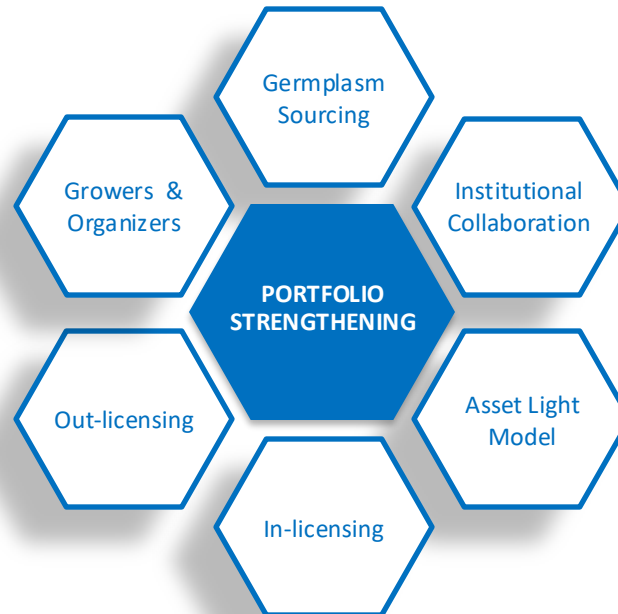 Germplasm
Sourcing
Growers &
Organizers
Institutional
Collaboration
PORTFOLIO
STRENGTHENING
Out-licensing
Asset Light
Model
In-licensing